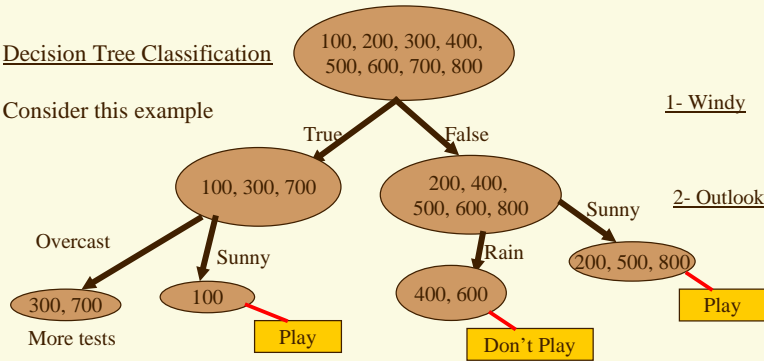 Decision Tree Classification
100, 200, 300, 400,
500, 600, 700, 800
Consider this example
1- Windy
True
False
100, 300, 700
200, 400,
500, 600, 800
2- Outlook
Overcast
Sunny
Rain
Sunny
300, 700
100
400, 600
200, 500, 800
More tests
Play
Don't Play
Play